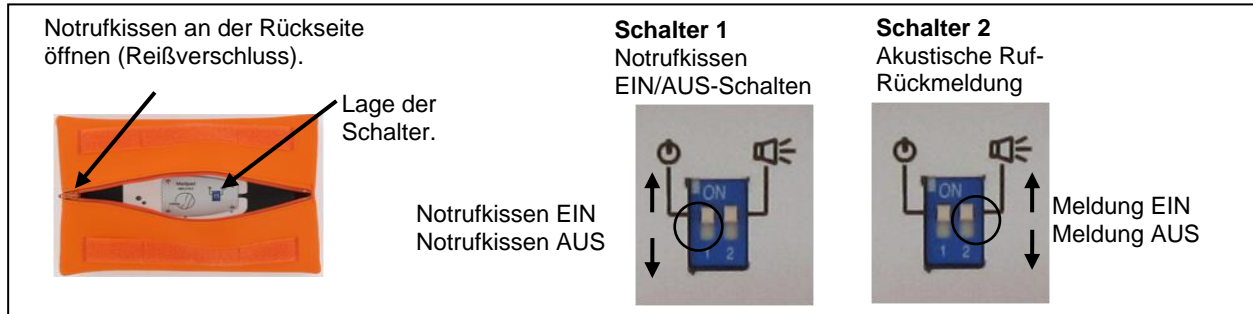 Notrufkissen an der Rückseite
öffnen (Reißverschluss).
Lage der
Schalter.
Schalter 1
Notrufkissen
EIN/AUS-Schalten
Schalter 2
Akustische Ruf-
Rückmeldung
ON
1 2
Notrufkissen EIN
Notrufkissen AUS
ON
1 2
Meldung EIN
Meldung AUS